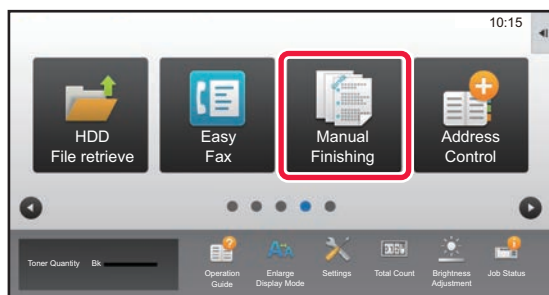 10:15
HDD
File retrieve
Easy
Fax
Manual
Finishing
Address
Control
Toner Quantity Bk
Operation
Guide
Enlarge
Display Mode
Settings
Total Count
Brightness
Adjustment
Job Status